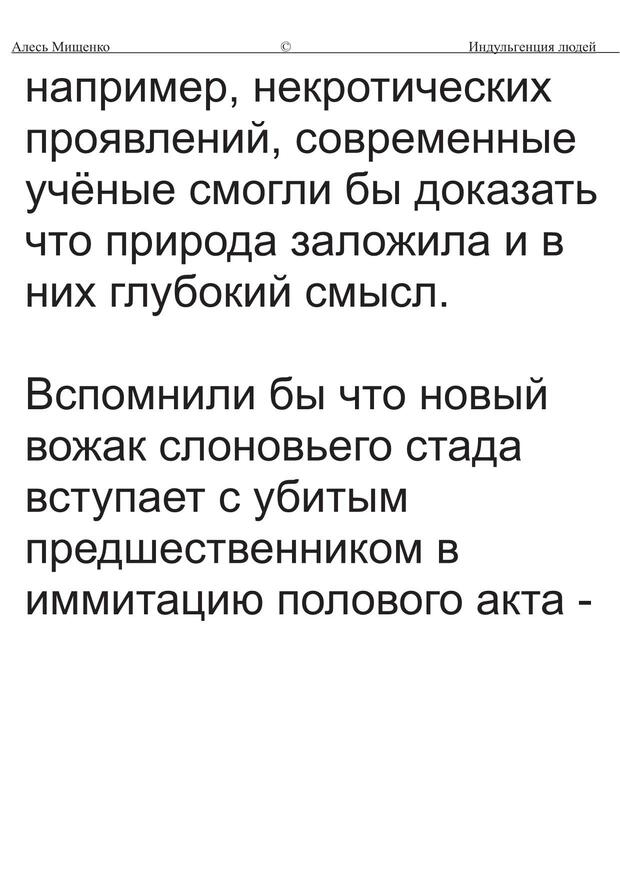 Алесь Мищенко © Индульгенция людей
например, некротических
проявлений, современные
учёные смогли бы доказать
что природа заложила и в
них глубокий смысл.
Вспомнили бы что новый
вожак слоновьего стада
вступает с убитым
предшественником в
иммитацию полового акта -